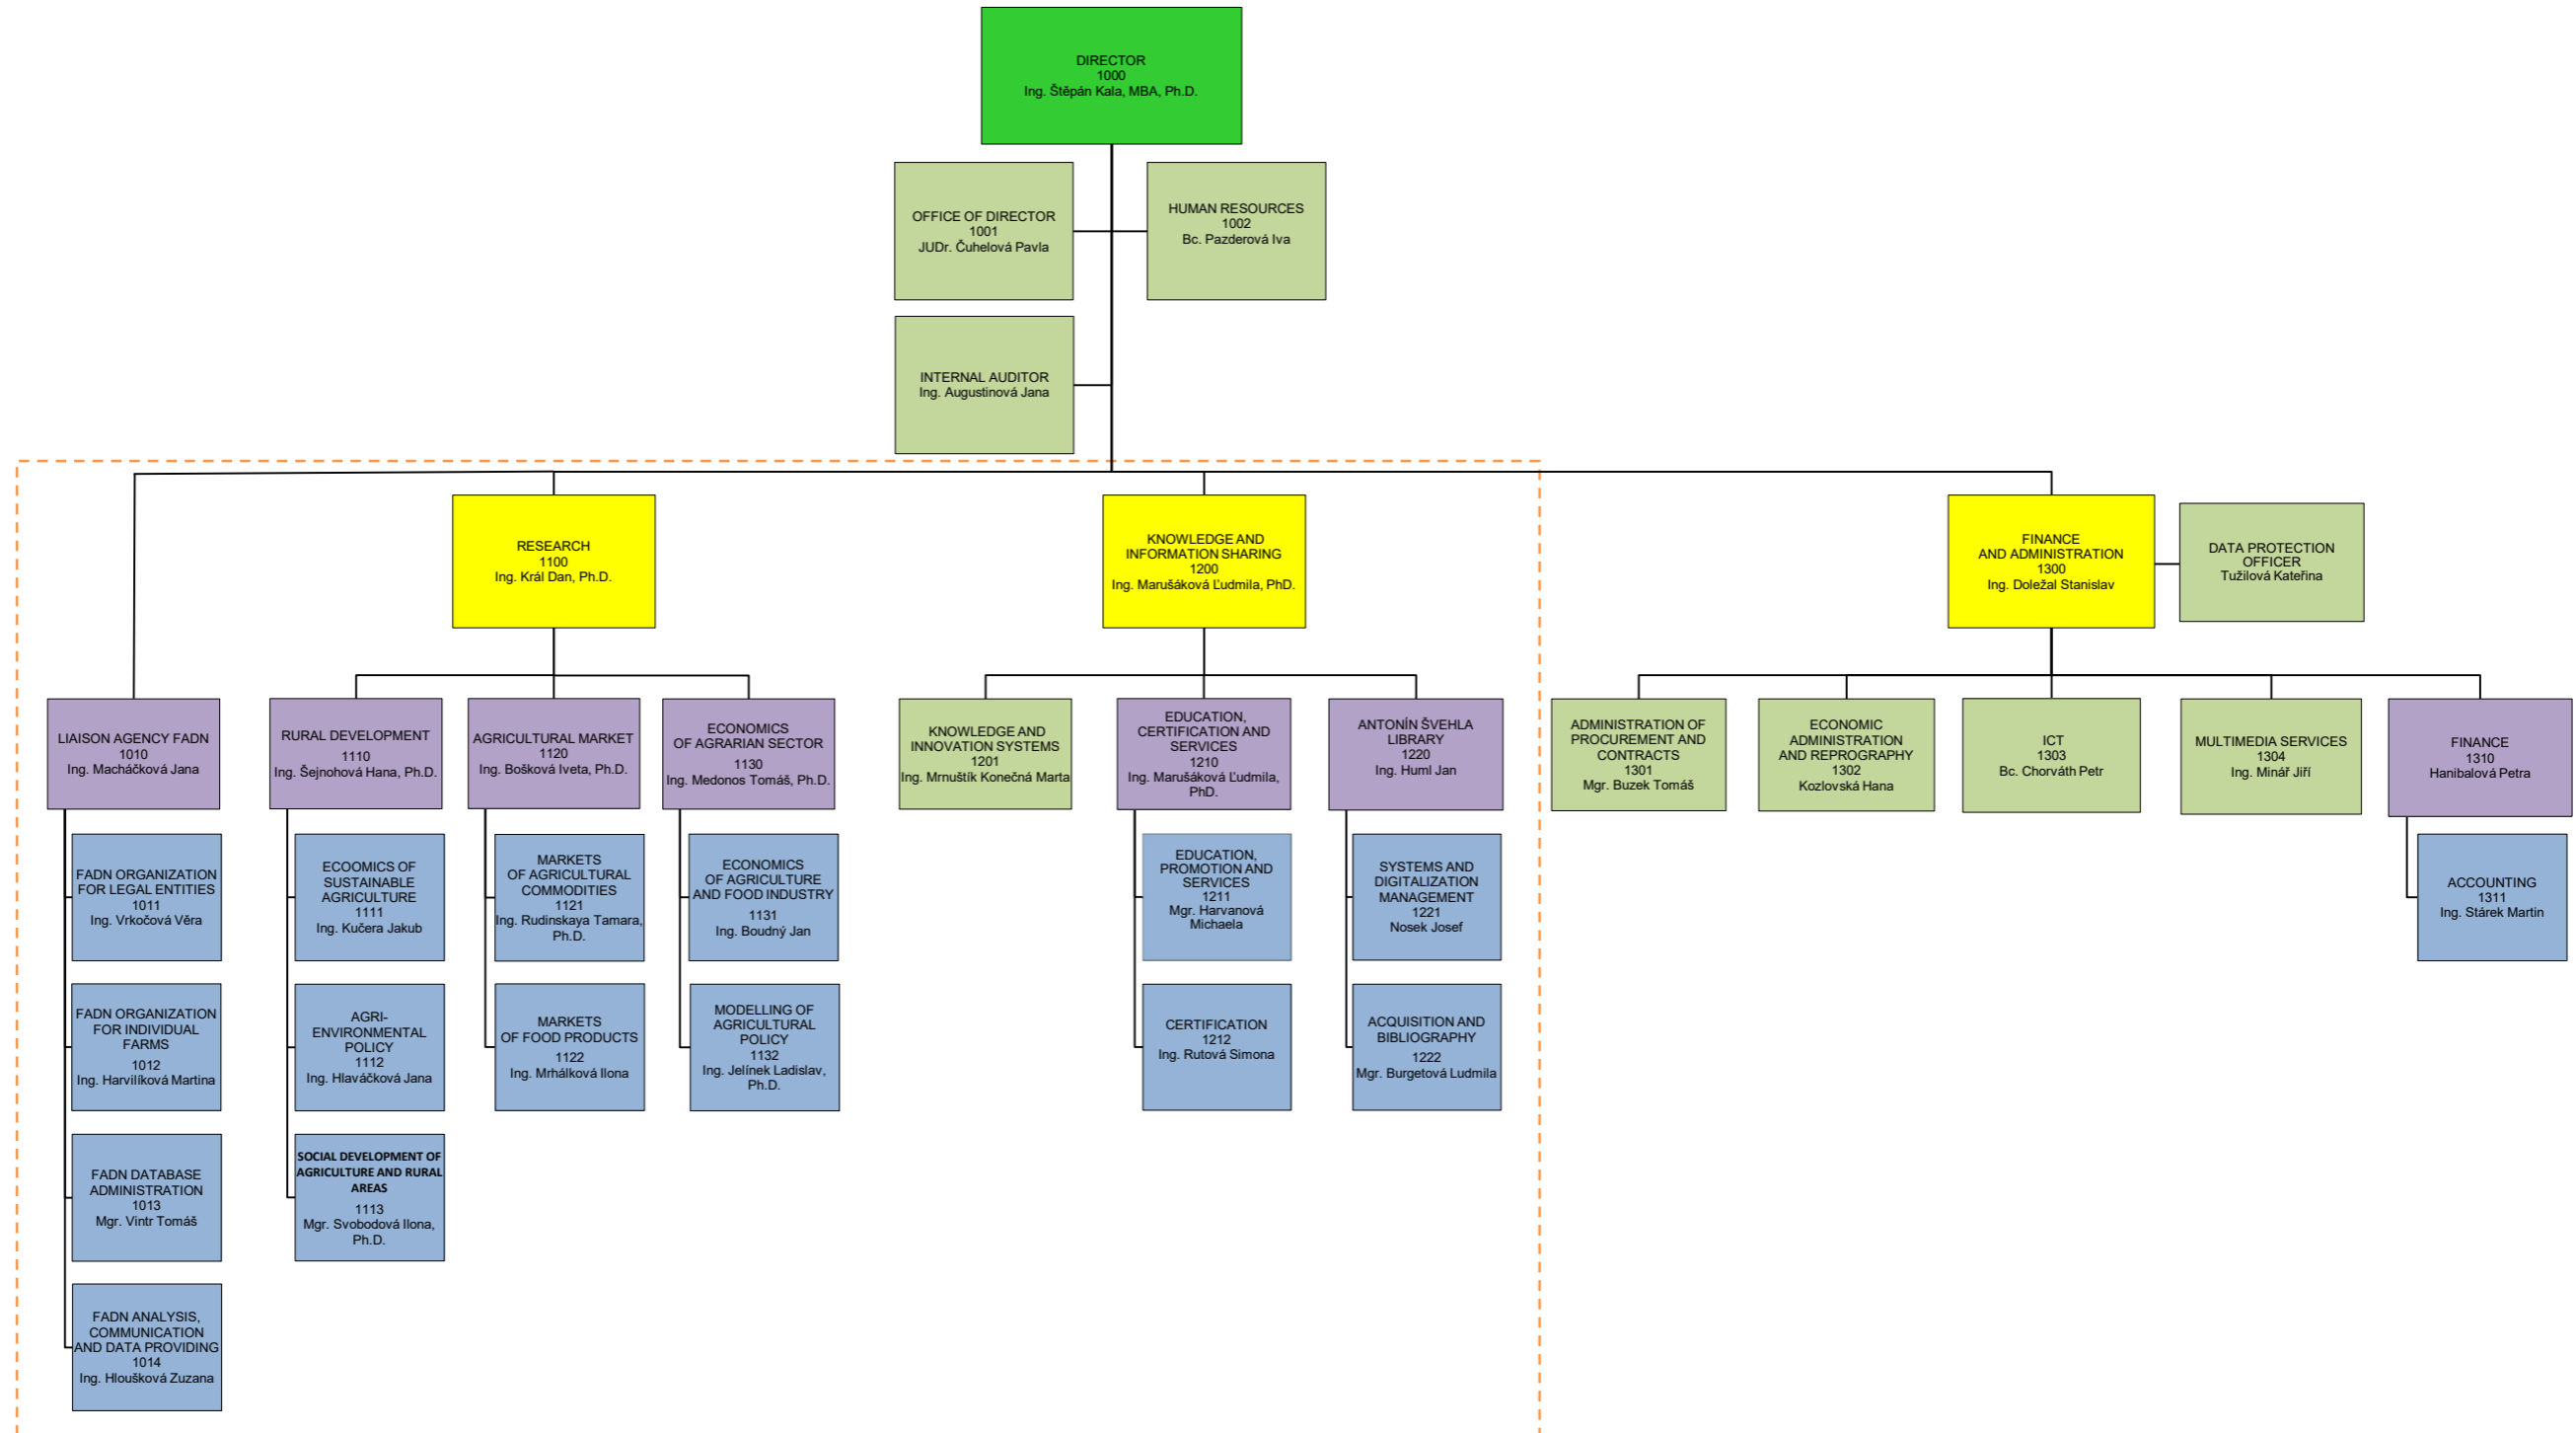 DIRECTOR
1000
Ing. Štěpán Kala, MBA, Ph.D.
OFFICE OF DIRECTOR
1001
JUDr. Čuhelová Pavla
HUMAN RESOURCES
1002
Bc. Pazderová Iva
INTERNAL AUDITOR
Ing. Augustinová Jana
RESEARCH
1100
Ing. Král Dan, Ph.D.
KNOWLEDGE AND
INFORMATION SHARING
1200
Ing. Marušáková Ľudmila, PhD.
FINANCE
AND ADMINISTRATION
1300
Ing. Doležal Stanislav
DATA PROTECTION
OFFICER
Tužilová Kateřina
LIAISON AGENCY FADN
1010
Ing. Macháčková Jana
RURAL DEVELOPMENT
1110
Ing. Šejnohová Hana, Ph.D.
AGRICULTURAL MARKET
1120
Ing. Bošková Iveta, Ph.D.
ECONOMICS
OF AGRARIAN SECTOR
1130
Ing. Medonos Tomáš, Ph.D.
KNOWLEDGE AND
INNOVATION SYSTEMS
1201
Ing. Mrnuštík Konečná Marta
EDUCATION,
CERTIFICATION AND
SERVICES
1210
Ing. Marušáková Ľudmila,
PhD.
ANTONÍN ŠVEHLA
LIBRARY
1220
Ing. Huml Jan
ADMINISTRATION OF
PROCUREMENT AND
CONTRACTS
1301
Mgr. Buzek Tomáš
ECONOMIC
ADMINISTRATION
AND REPROGRAPHY
1302
Kozlovská Hana
ICT
1303
Bc. Chorváth Petr
MULTIMEDIA SERVICES
1304
Ing. Minář Jiří
FINANCE
1310
Hanibalová Petra
FADN ORGANIZATION
FOR LEGAL ENTITIES
1011
Ing. Vrkočová Věra
ECOOMICS OF
SUSTAINABLE
AGRICULTURE
1111
Ing. Kučera Jakub
MARKETS
OF AGRICULTURAL
COMMODITIES
1121
Ing. Rudinskaya Tamara,
Ph.D.
ECONOMICS
OF AGRICULTURE
AND FOOD INDUSTRY
1131
Ing. Boudný Jan
EDUCATION,
PROMOTION AND
SERVICES
1211
Mgr. Harvanová
Michaela
SYSTEMS AND
DIGITALIZATION
MANAGEMENT
1221
Nosek Josef
ACCOUNTING
1311
Ing. Stárek Martin
FADN ORGANIZATION
FOR INDIVIDUAL
FARMS
1012
Ing. Harvilíková Martina
AGRI-
ENVIRONMENTAL
POLICY
1112
Ing. Hlaváčková Jana
MARKETS
OF FOOD PRODUCTS
1122
Ing. Mrhálková Ilona
MODELLING OF
AGRICULTURAL
POLICY
1132
Ing. Jelínek Ladislav,
Ph.D.
CERTIFICATION
1212
Ing. Rutová Simona
ACQUISITION AND
BIBLIOGRAPHY
1222
Mgr. Burgetová Ludmila
FADN DATABASE
ADMINISTRATION
1013
Mgr. Vintr Tomáš
SOCIAL DEVELOPMENT OF
AGRICULTURE AND RURAL
AREAS
1113
Mgr. Svobodová Ilona,
Ph.D.
FADN ANALYSIS,
COMMUNICATION
AND DATA PROVIDING
1014
Ing. Hloušková Zuzana